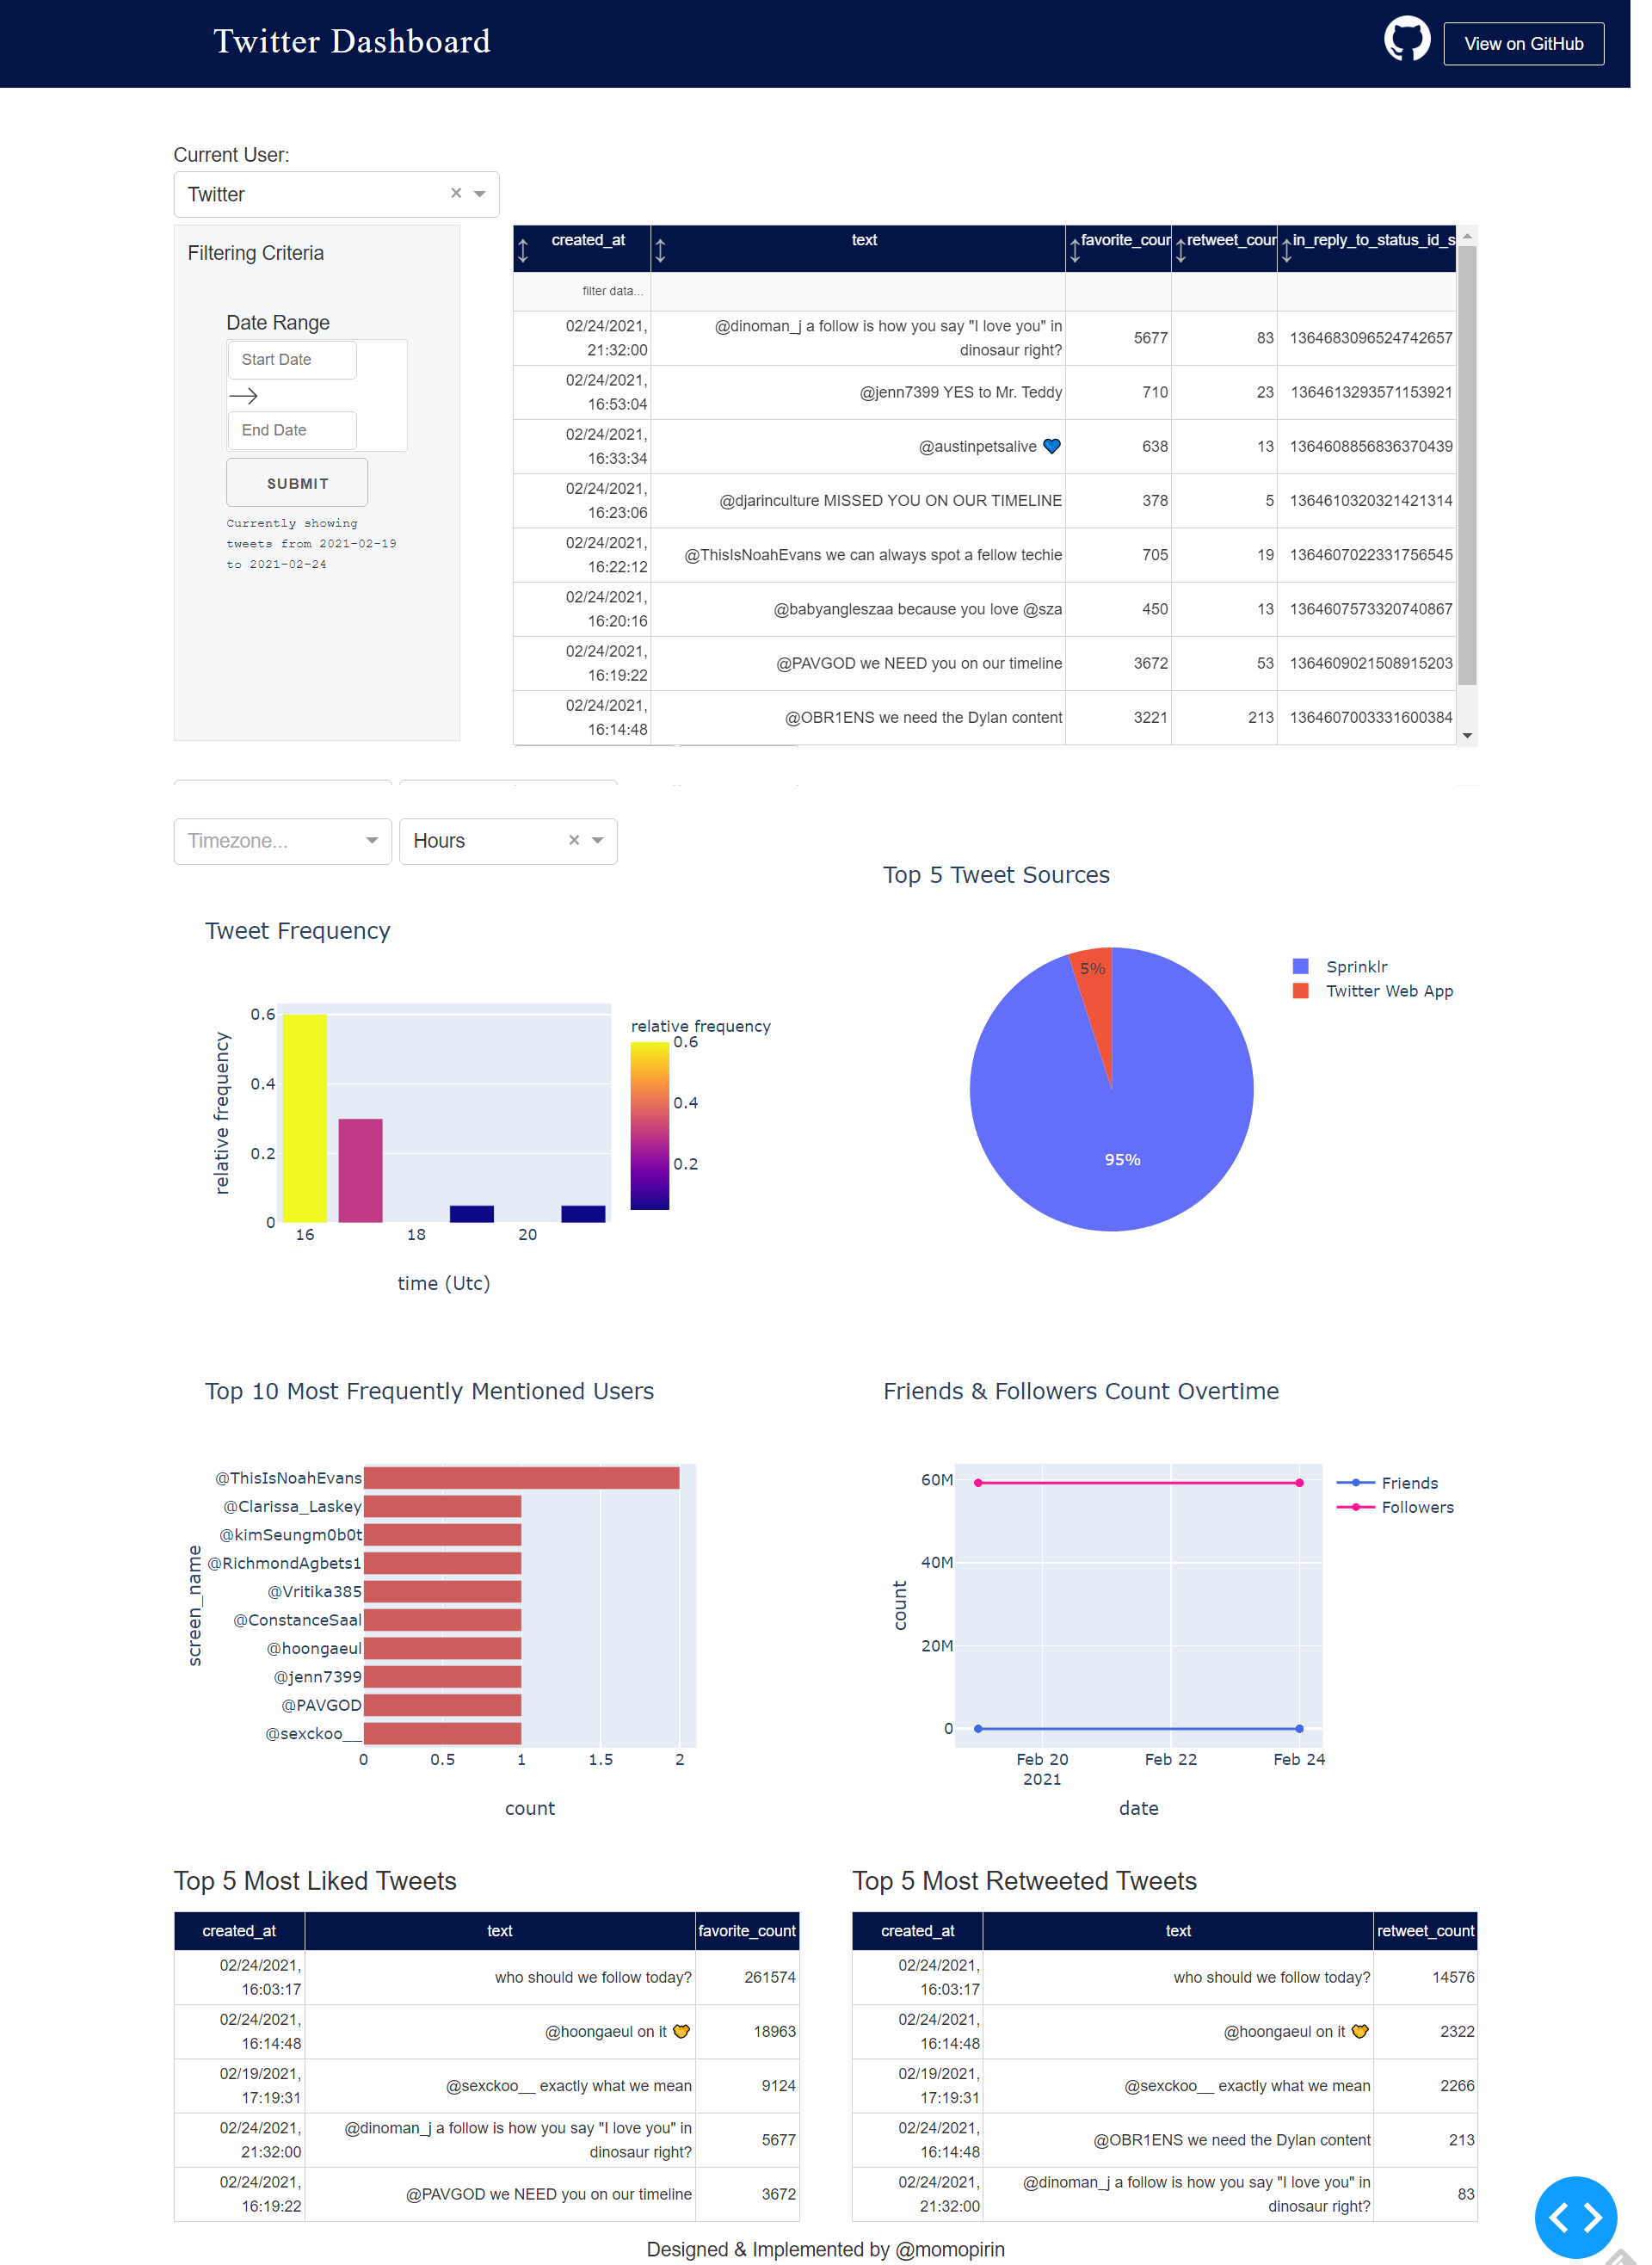 Twitter Dashboard
View on GitHub
Current User:
Twitter
Filtering Criteria
Date Range
Start Date
End Date
SUBMIT
Currently showing
tweets from 2021-02-19
to 2021-02-24
created_at text favorite_cour retweet_cour in_reply_to_status_id_s
filter data...
02/24/2021, 21:32:00 @dinoman_j a follow is how you say "I love you" in dinosaur right? 5677 83 1364683096524742657
02/24/2021, 16:53:04 @jenn7399 YES to Mr. Teddy 710 23 1364613293571153921
02/24/2021, 16:33:34 @austinpetsalive 💙 638 13 1364608856836370439
02/24/2021, 16:23:06 @djarinculture MISSED YOU ON OUR TIMELINE 378 5 1364610320321421314
02/24/2021, 16:22:12 @ThisIsNoahEvans we can always spot a fellow techie 705 19 1364607022331756545
02/24/2021, 16:20:16 @babyangleszaa because you love @sza 450 13 1364607573320740867
02/24/2021, 16:19:22 @PAVGOD we NEED you on our timeline 3672 53 1364609021508915203
02/24/2021, 16:14:48 @OBR1ENS we need the Dylan content 3221 213 1364607003331600384
Timezone...
Hours
Tweet Frequency
relative frequency
0.6
0.4
0.2
0
16 18 20
time (Utc)
relative frequency
0.6
0.4
0.2
Top 5 Tweet Sources
5%
95%
Sprinklr
Twitter Web App
Top 10 Most Frequently Mentioned Users
screen_name
@ThisIsNoahEvans
@Clarissa_Laskey
@kimSeungm0b0t
@RichmondAgbets1
@Vritika385
@ConstanceSaal
@hoongaeul
@jenn7399
@PAVGOD
@sexckoo__
0 0.5 1 1.5 2
count
Friends & Followers Count Overtime
count
60M
40M
20M
0
Feb 20 Feb 22 Feb 24
2021
date
Friends
Followers
Top 5 Most Liked Tweets
created_at text favorite_count
02/24/2021, 16:03:17 who should we follow today? 261574
02/24/2021, 16:14:48 @hoongaeul on it 🤝 18963
02/19/2021, 17:19:31 @sexckoo__ exactly what we mean 9124
02/24/2021, 21:32:00 @dinoman_j a follow is how you say "I love you" in dinosaur right? 5677
02/24/2021, 16:19:22 @PAVGOD we NEED you on our timeline 3672
Top 5 Most Retweeted Tweets
created_at text retweet_count
02/24/2021, 16:03:17 who should we follow today? 14576
02/24/2021, 16:14:48 @hoongaeul on it 🤝 2322
02/19/2021, 17:19:31 @sexckoo__ exactly what we mean 2266
02/24/2021, 16:14:48 @OBR1ENS we need the Dylan content 213
02/24/2021, 21:32:00 @dinoman_j a follow is how you say "I love you" in dinosaur right? 83
Designed & Implemented by @momopirin